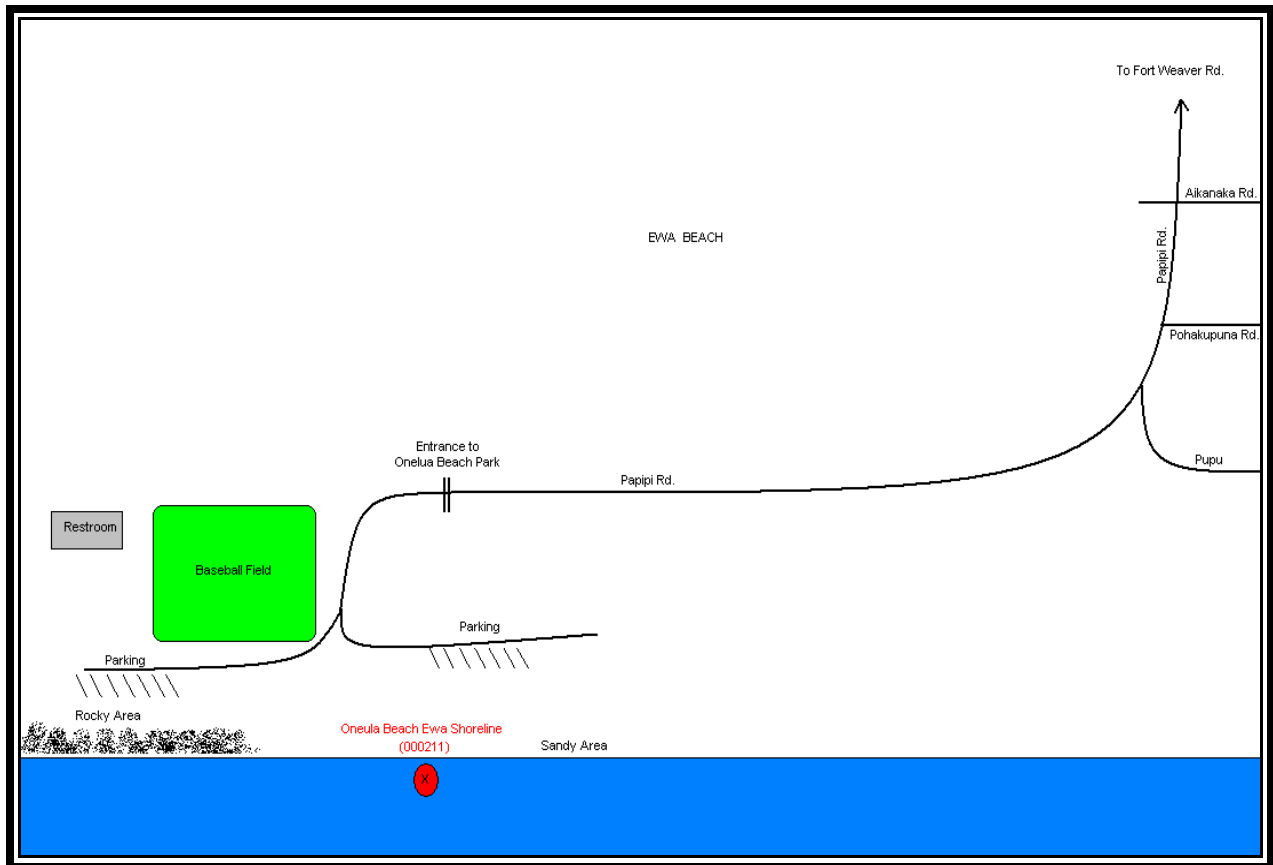 To Fort Weaver Rd.
Aikanaka Rd.
EWA BEACH
Papipi Rd.
Pohakupuna Rd.
Entrance to
Onelua Beach Park
Pupu
Papipi Rd.
Restroom
Baseball Field
Parking
Parking
Rocky Area
Oneula Beach Ewa Shoreline
(000211)
Sandy Area
X